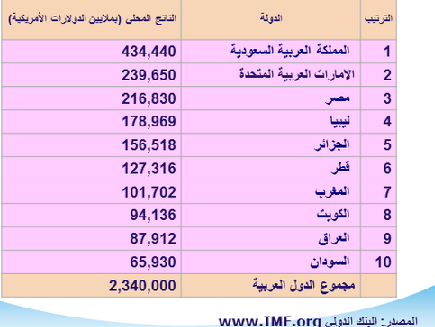 الترتيب الدولة الناتج المحلى (بملايين الدولارات الأمريكية)
1 المملكة العربية السعودية 434,440
2 الامارات العربية المتحدة 239,650
3 مصر 216,830
4 ليبيا 178,969
5 الجزائر 156,518
6 قطر 127,316
7 المغرب 101,702
8 الكويت 94,136
9 العراق 87,912
10 السودان 65,930
مجموع الدول العربية 2,340,000
المصدر: البنك الدولى www.IMF.org